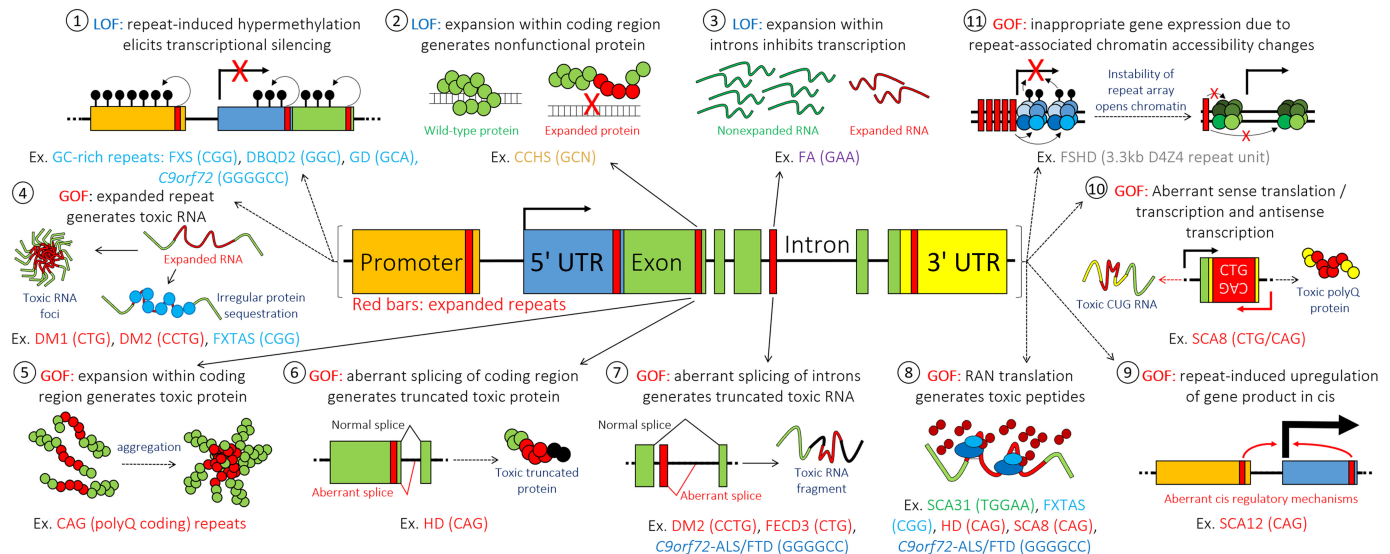 1 LOF: repeat-induced hypermethylation
elicits transcriptional silencing
X
Ex. GC-rich repeats: FXS (CGG), DBQD2 (GGC), GD (GCA),
C9orf72 (GGGGCC)
2 LOF: expansion within coding region
generates nonfunctional protein
X
Wild-type protein
Expanded protein
Ex. CCHS (GCN)
3 LOF: expansion within
introns inhibits transcription
Nonexpanded RNA
Expanded RNA
Ex. FA (GAA)
11 GOF: inappropriate gene expression due to
repeat-associated chromatin accessibility changes
X
Instability of
repeat array
opens chromatin
X
X
Ex. FSHD (3.3kb D4Z4 repeat unit)
4 GOF: expanded repeat
generates toxic RNA
Expanded RNA
Toxic RNA
foci
Irregular protein
sequestration
Ex. DM1 (CTG), DM2 (CCTG), FXTAS (CGG)
Promoter
5' UTR
Exon
Intron
3' UTR
Red bars: expanded repeats
10 GOF: Aberrant sense translation /
transcription and antisense
transcription
CTG
CAG
Toxic CUG RNA
Toxic polyQ
protein
Ex. SCA8 (CTG/CAG)
5 GOF: expansion within coding
region generates toxic protein
aggregation
Ex. CAG (polyQ coding) repeats
6 GOF: aberrant splicing of coding region
generates truncated toxic protein
Normal splice
Aberrant splice
Toxic truncated
protein
Ex. HD (CAG)
7 GOF: aberrant splicing of introns
generates truncated toxic RNA
Normal splice
Aberrant splice
Toxic RNA
fragment
Ex. DM2 (CCTG), FECD3 (CTG),
C9orf72-ALS/FTD (GGGGCC)
8 GOF: RAN translation
generates toxic peptides
Ex. SCA31 (TGGAA), FXTAS
(CGG), HD (CAG), SCA8 (CAG),
C9orf72-ALS/FTD (GGGGCC)
9 GOF: repeat-induced upregulation
of gene product in cis
Aberrant cis regulatory mechanisms
Ex. SCA12 (CAG)